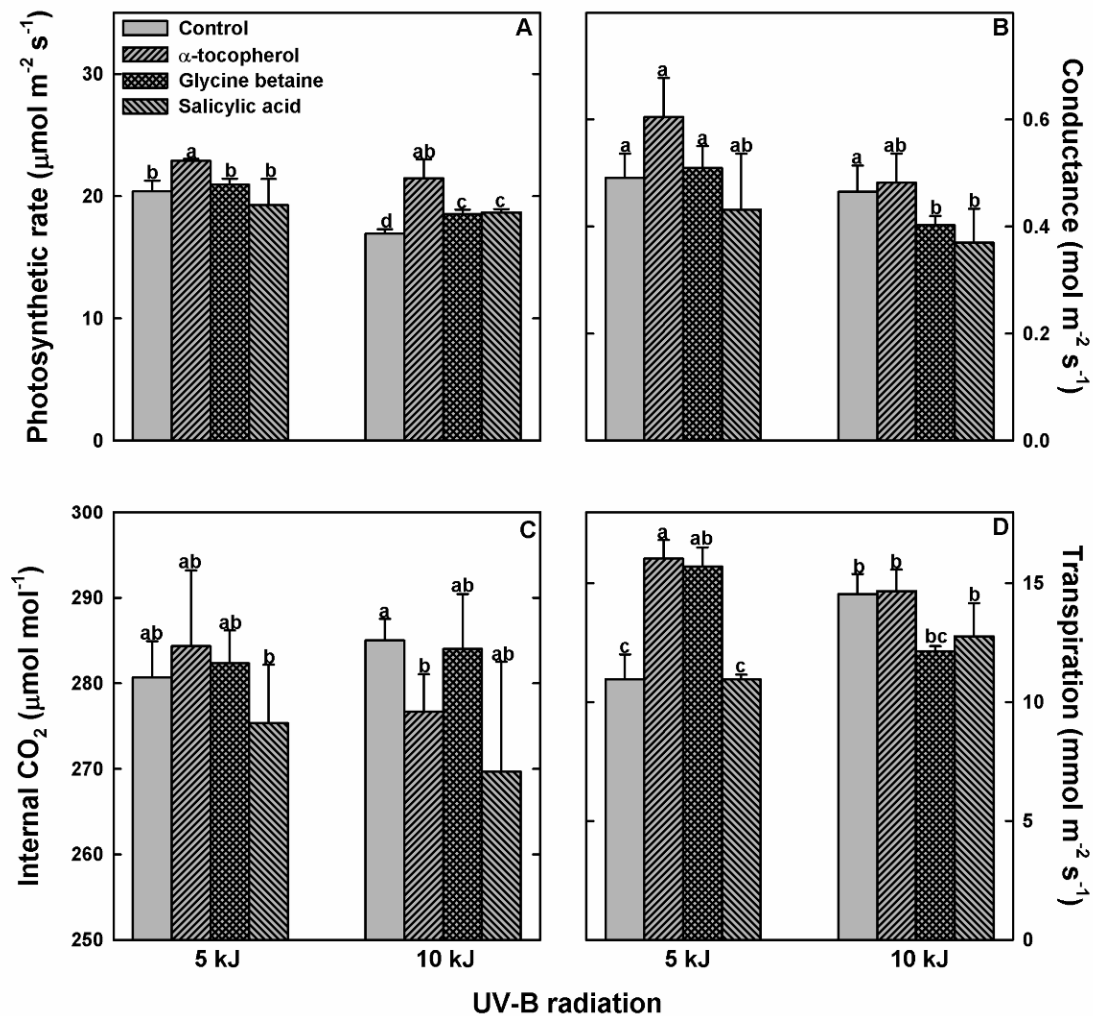 Control
α-tocopherol
Glycine betaine
Salicylic acid
A
Photosynthetic rate (μmol m⁻² s⁻¹)
30
20
10
0
b
a
b
b
d
ab
c
c
B
a
a
a
ab
a
ab
b
b
0.6
0.4
0.2
0.0
Conductance (mol m⁻² s⁻¹)
C
Internal CO₂ (μmol mol⁻¹)
300
290
280
270
260
250
ab
ab
ab
b
a
b
ab
ab
5 kJ
10 kJ
D
c
a
ab
c
b
b
bc
b
15
10
5
0
Transpiration (mmol m⁻² s⁻¹)
5 kJ
10 kJ
UV-B radiation